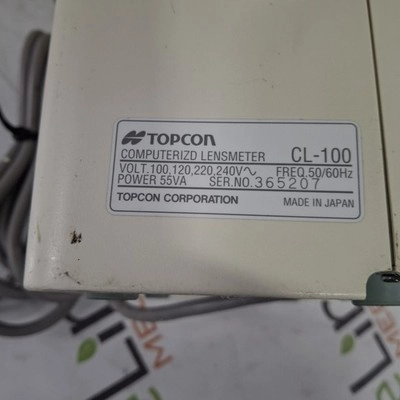 TOPCON
COMPUTERIZD LENSMETER CL-100
VOLT.100,120,220,240V~ FREQ.50/60Hz
POWER 55VA SER.NO.365207
TOPCON CORPORATION MADE IN JAPAN